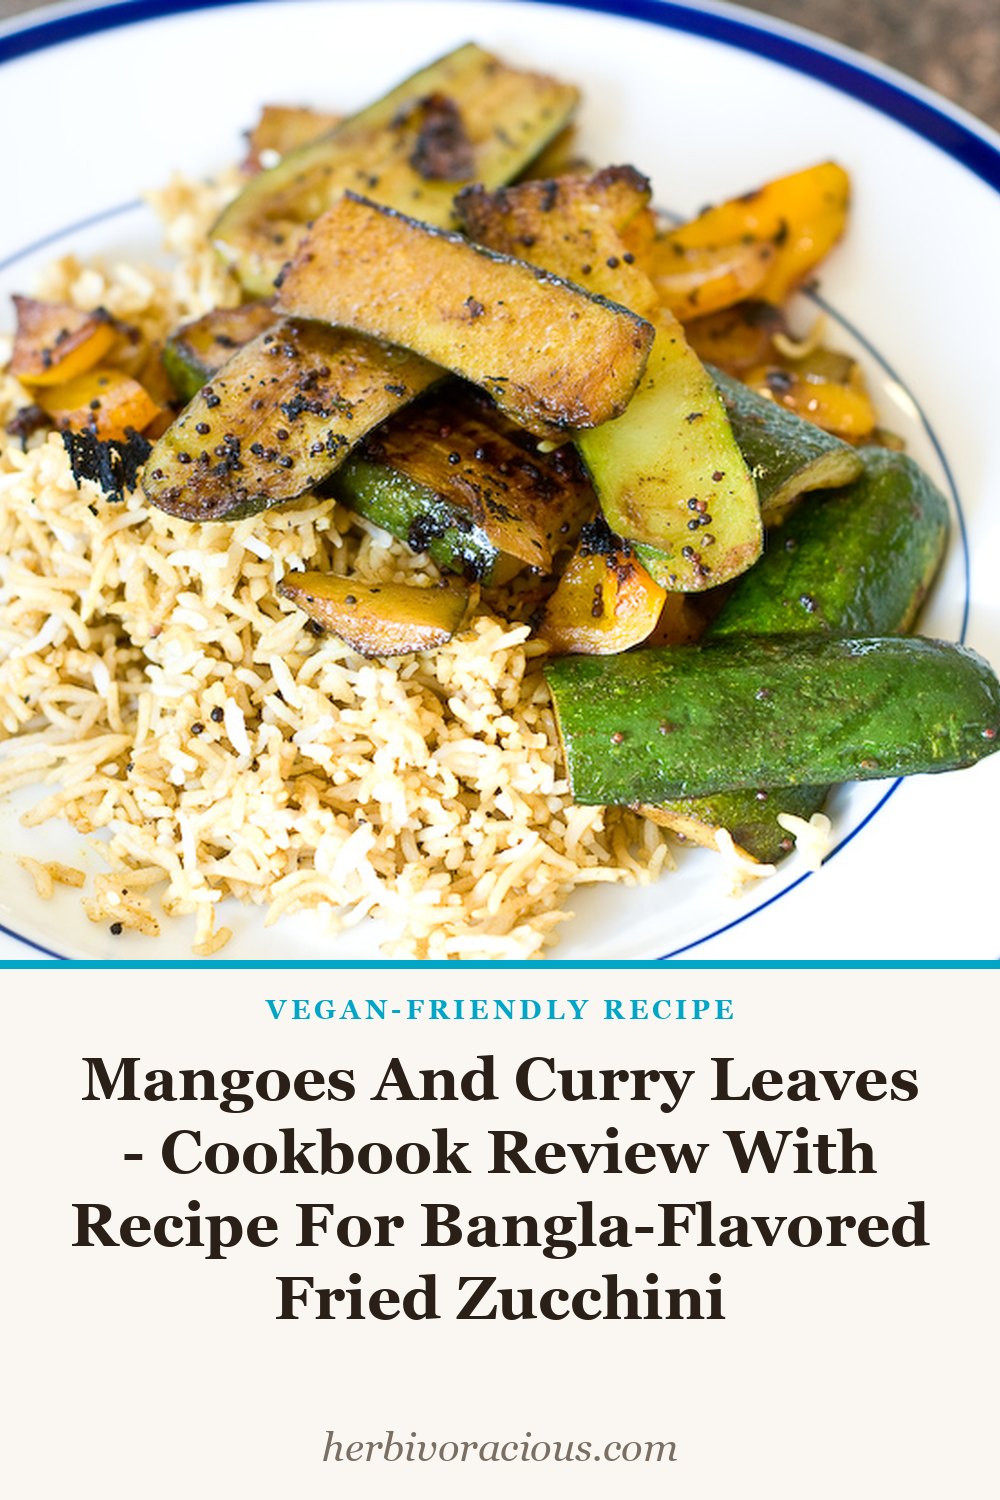 VEGAN-FRIENDLY RECIPE
Mangoes And Curry Leaves
- Cookbook Review With
Recipe For Bangla-Flavored
Fried Zucchini
herbivoracious.com